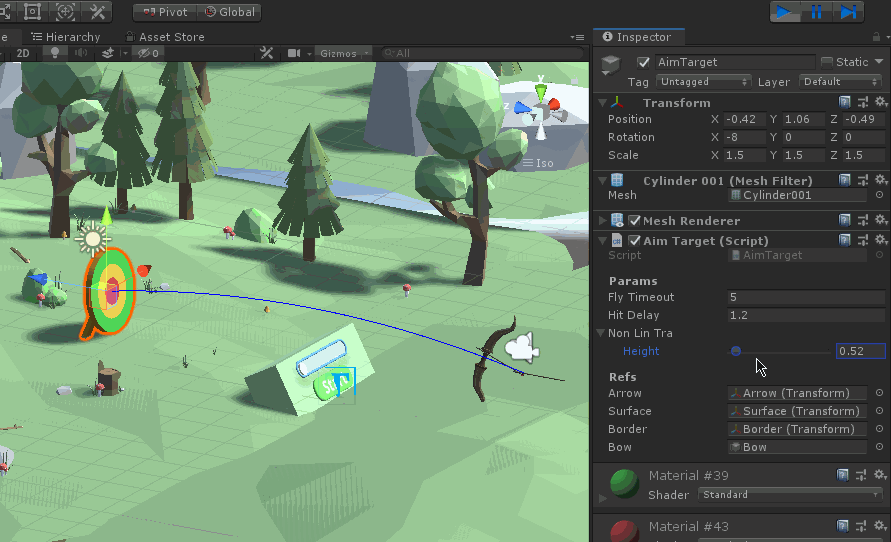 Pivot Global
Hierarchy Asset Store
2D 0 Gizmos All
Y
Z
Iso
Start
Inspector
AimTarget Static
Tag Untagged Layer Default
Transform
Position X -0.42 Y 1.06 Z -0.49
Rotation X -8 Y 0 Z 0
Scale X 1.5 Y 1.5 Z 1.5
Cylinder 001 (Mesh Filter)
Mesh Cylinder001
Mesh Renderer
Aim Target (Script)
Script AimTarget
Params
Fly Timeout 5
Hit Delay 1.2
Non Lin Tra
Height 0.52
Refs
Arrow Arrow (Transform)
Surface Surface (Transform)
Border Border (Transform)
Bow Bow
Material #39
Shader Standard
Material #43